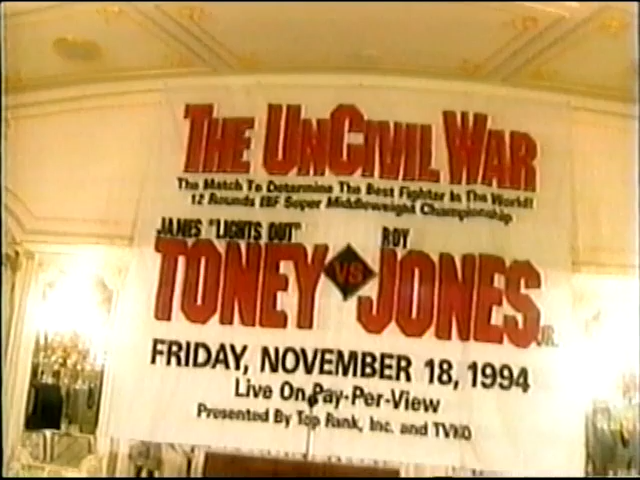 THE UNCIVIL WAR
The Match To Determine The Best Fighter In The World!
12 Rounds IBF Super Middleweight Championship
JAMES "LIGHTS OUT" ROY
TONEY VS JONES JR.
FRIDAY, NOVEMBER 18, 1994
Live On Pay-Per-View
Presented By Top Rank, Inc. and TVKO